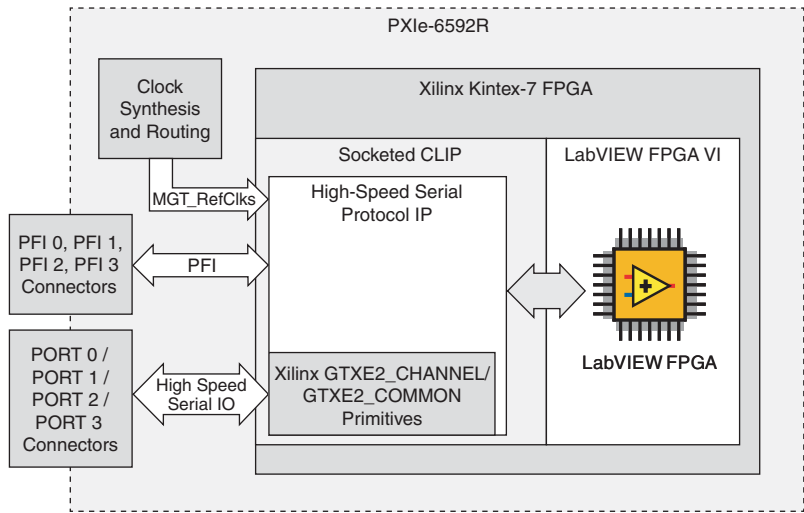 PXIe-6592R
Clock
Synthesis
and Routing
Xilinx Kintex-7 FPGA
Socketed CLIP
LabVIEW FPGA VI
MGT_RefClks
High-Speed Serial
Protocol IP
PFI 0, PFI 1,
PFI 2, PFI 3
Connectors
PFI
LabVIEW FPGA
PORT 0 /
PORT 1 /
PORT 2 /
PORT 3
Connectors
High Speed
Serial IO
Xilinx GTXE2_CHANNEL/
GTXE2_COMMON
Primitives